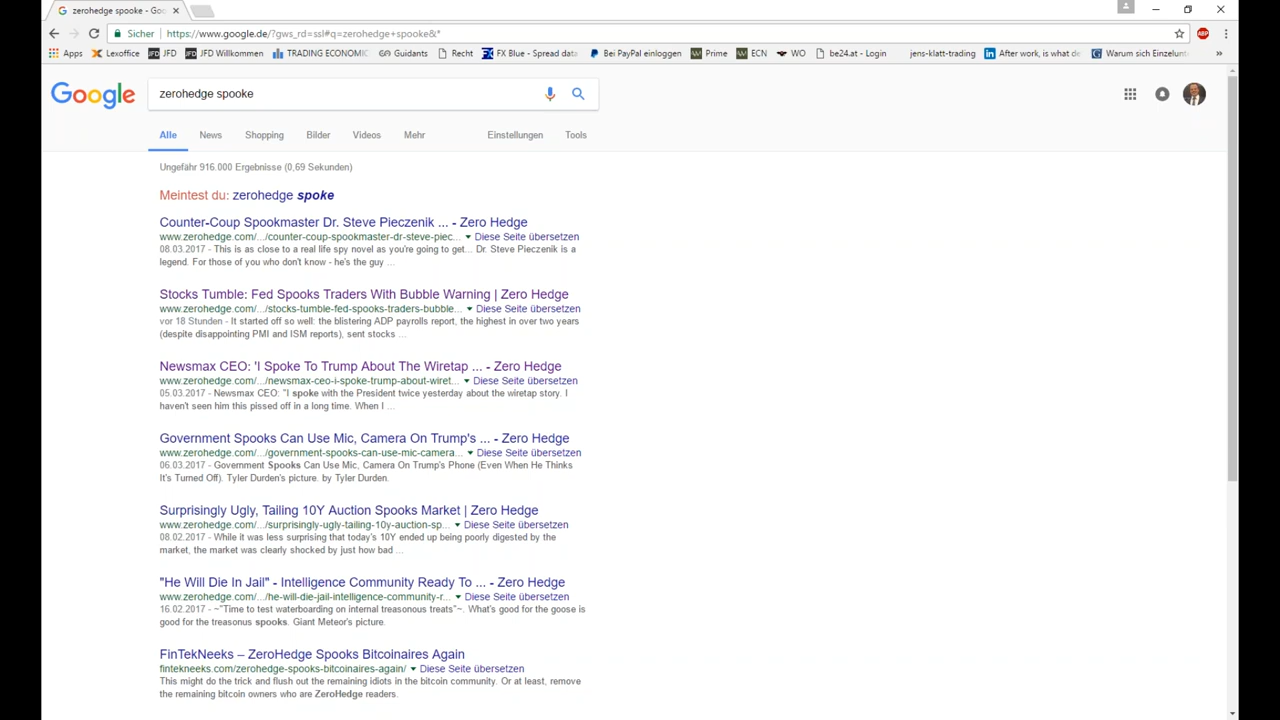 zerohedge spooke - Goo
Sicher https://www.google.de/?gws_rd=ssl#q=zerohedge+spooke&*
ABP
Apps Lexoffice JFD JFD JFD JFD Willkommen TRADING ECONOMIC Guidants Recht FX Blue - Spread data Bei PayPal einloggen Prime ECN WO be24.at - Login jens-klatt-trading After work, is what de Warum sich Einzelunt »
Google
zerohedge spooke
Alle News Shopping Bilder Videos Mehr Einstellungen Tools
Ungefähr 916.000 Ergebnisse (0,69 Sekunden)
Meintest du: zerohedge spoke
Counter-Coup Spookmaster Dr. Steve Pieczenik ... - Zero Hedge
www.zerohedge.com/.../counter-coup-spookmaster-dr-steve-piec... Diese Seite übersetzen
08.03.2017 - This is as close to a real life spy novel as you're going to get... Dr. Steve Pieczenik is a
legend. For those of you who don't know - he's the guy ...
Stocks Tumble: Fed Spooks Traders With Bubble Warning | Zero Hedge
www.zerohedge.com/.../stocks-tumble-fed-spooks-traders-bubble... Diese Seite übersetzen
vor 18 Stunden - It started off so well: the blistering ADP payrolls report, the highest in over two years
(despite disappointing PMI and ISM reports), sent stocks ...
Newsmax CEO: 'I Spoke To Trump About The Wiretap ... - Zero Hedge
www.zerohedge.com/.../newsmax-ceo-i-spoke-trump-about-wiret... Diese Seite übersetzen
05.03.2017 - Newsmax CEO: "I spoke with the President twice yesterday about the wiretap story. I
haven't seen him this pissed off in a long time. When I ...
Government Spooks Can Use Mic, Camera On Trump's ... - Zero Hedge
www.zerohedge.com/.../government-spooks-can-use-mic-camera... Diese Seite übersetzen
06.03.2017 - Government Spooks Can Use Mic, Camera On Trump's Phone (Even When He Thinks
It's Turned Off). Tyler Durden's picture. by Tyler Durden.
Surprisingly Ugly, Tailing 10Y Auction Spooks Market | Zero Hedge
www.zerohedge.com/.../surprisingly-ugly-tailing-10y-auction-sp... Diese Seite übersetzen
08.02.2017 - While it was less surprising that today's 10Y ended up being poorly digested by the
market, the market was clearly shocked by just how bad ...
"He Will Die In Jail" - Intelligence Community Ready To ... - Zero Hedge
www.zerohedge.com/.../he-will-die-jail-intelligence-community-r... Diese Seite übersetzen
16.02.2017 - ~"Time to test waterboarding on internal treasonous treats"~. What's good for the goose is
good for the treasonus spooks. Giant Meteor's picture.
FinTekNeeks – ZeroHedge Spooks Bitcoinaires Again
fintekneeks.com/zerohedge-spooks-bitcoinaires-again/ Diese Seite übersetzen
This might do the trick and flush out the remaining idiots in the bitcoin community. Or at least, remove
the remaining bitcoin owners who are ZeroHedge readers.